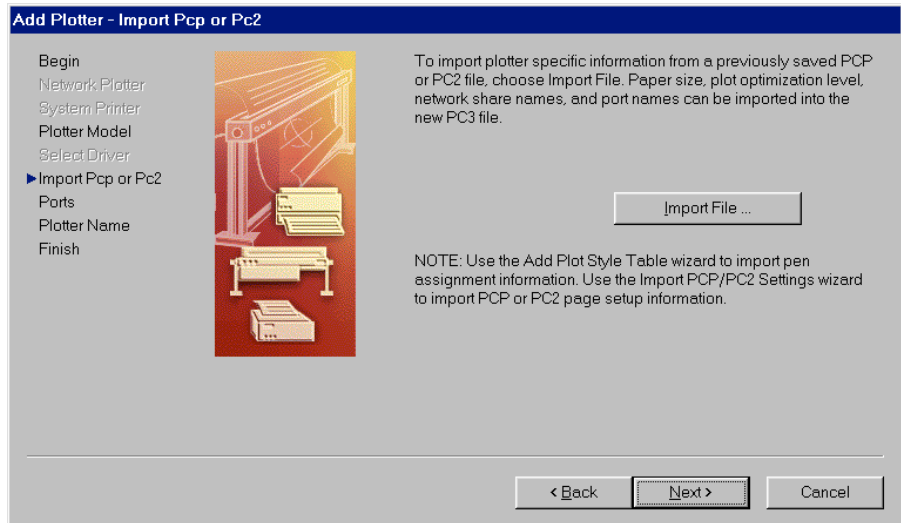 Add Plotter - Import Pcp or Pc2
Begin
Network Plotter
System Printer
Plotter Model
Select Driver
Import Pcp or Pc2
Ports
Plotter Name
Finish
To import plotter specific information from a previously saved PCP
or PC2 file, choose Import File. Paper size, plot optimization level,
network share names, and port names can be imported into the
new PC3 file.
Import File ...
NOTE: Use the Add Plot Style Table wizard to import pen
assignment information. Use the Import PCP/PC2 Settings wizard
to import PCP or PC2 page setup information.
< Back
Next >
Cancel